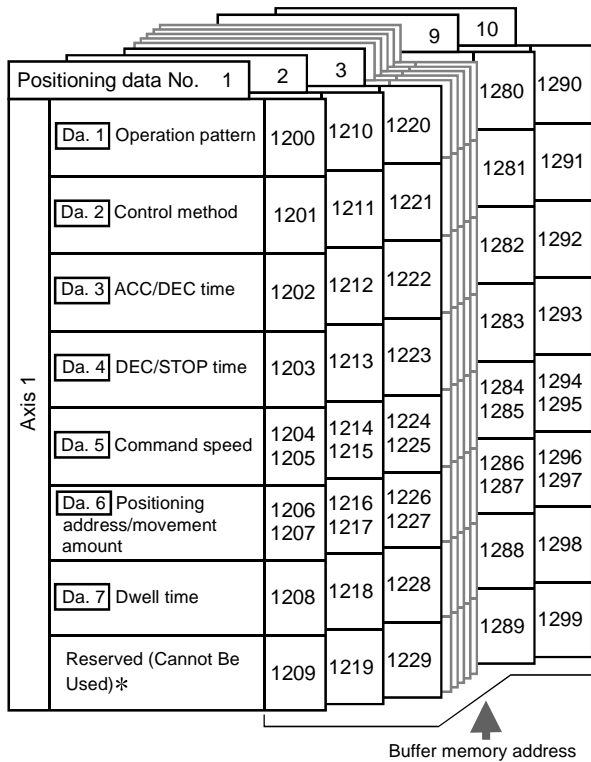 Positioning data No. 1 2 3 9 10
Axis 1
Da. 1 Operation pattern 1200 1210 1220 1280 1290
Da. 2 Control method 1201 1211 1221 1281 1291
Da. 3 ACC/DEC time 1202 1212 1222 1282 1292
Da. 4 DEC/STOP time 1203 1213 1223 1283 1293
Da. 5 Command speed 1204 1214 1224 1284 1294
1205 1215 1225 1285 1295
Da. 6 Positioning
address/movement
amount
1206 1216 1226 1286 1296
1207 1217 1227 1287 1297
Da. 7 Dwell time 1208 1218 1228 1288 1298
Reserved (Cannot Be
Used)* 1209 1219 1229 1289 1299
Buffer memory address